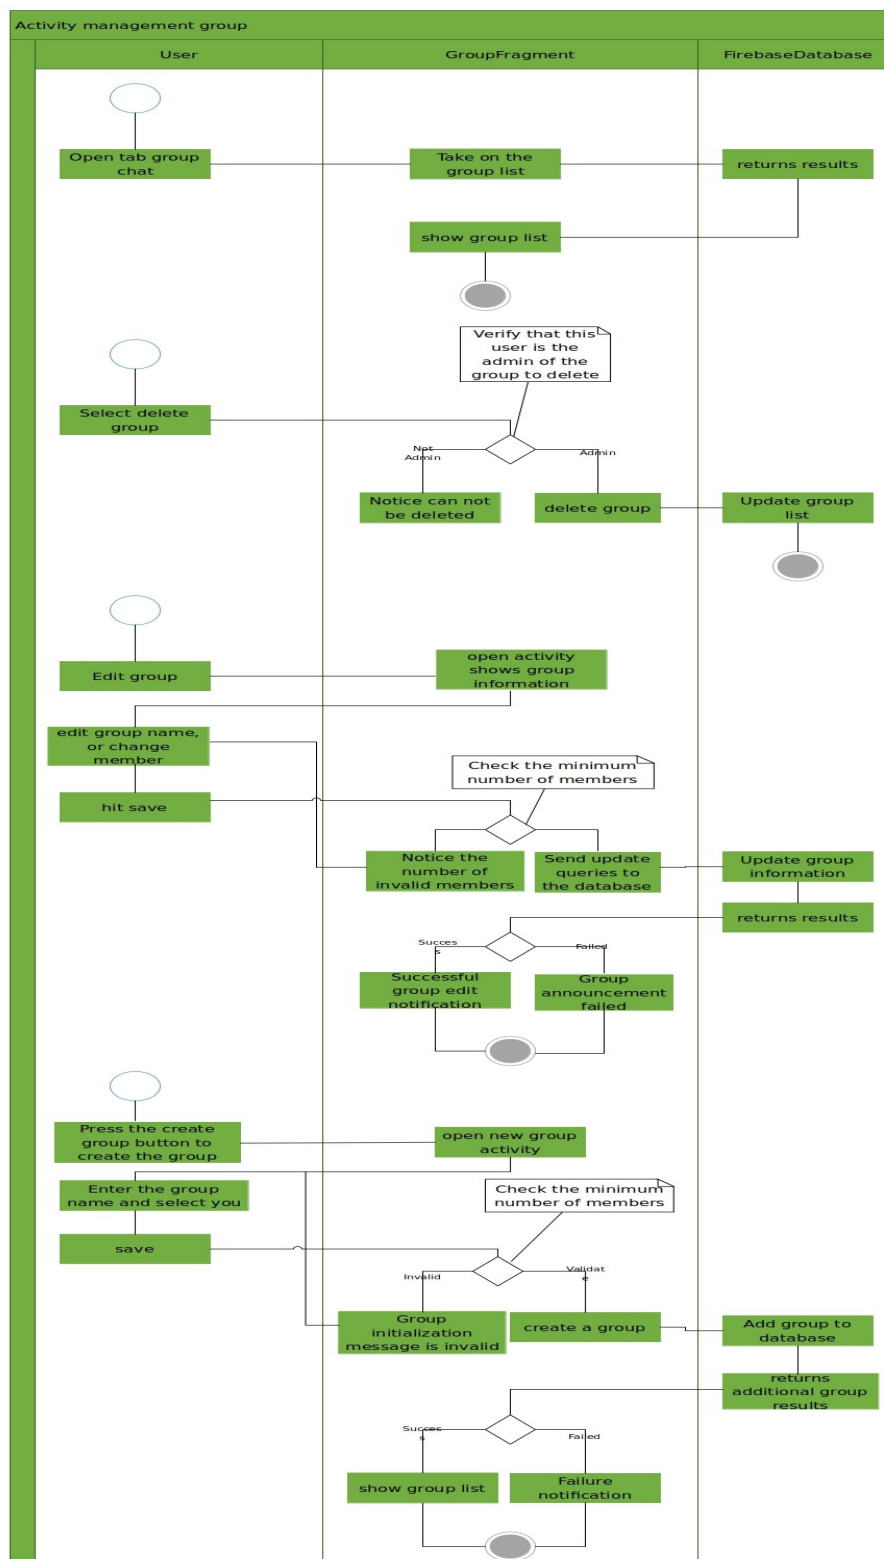 Activity management group
User
GroupFragment
FirebaseDatabase
Open tab group
chat
Take on the
group list
returns results
show group list
Verify that this
user is the
admin of the
group to delete
Select delete
group
Not
Admin
Admin
Notice can not
be deleted
delete group
Update group
list
Edit group
open activity
shows group
information
edit group name,
or change
member
Check the minimum
number of members
hit save
Notice the
number of
invalid members
Send update
queries to
the database
Update group
information
returns results
Succes
s
Failed
Successful
group edit
notification
Group
announcement
failed
Press the create
group button to
create the group
open new group
activity
Enter the group
name and select you
Check the minimum
number of members
save
Invalid
Validat
e
Group
initialization
message is invalid
create a group
Add group to
database
returns
additional group
results
Succes
s
Failed
show group list
Failure
notification